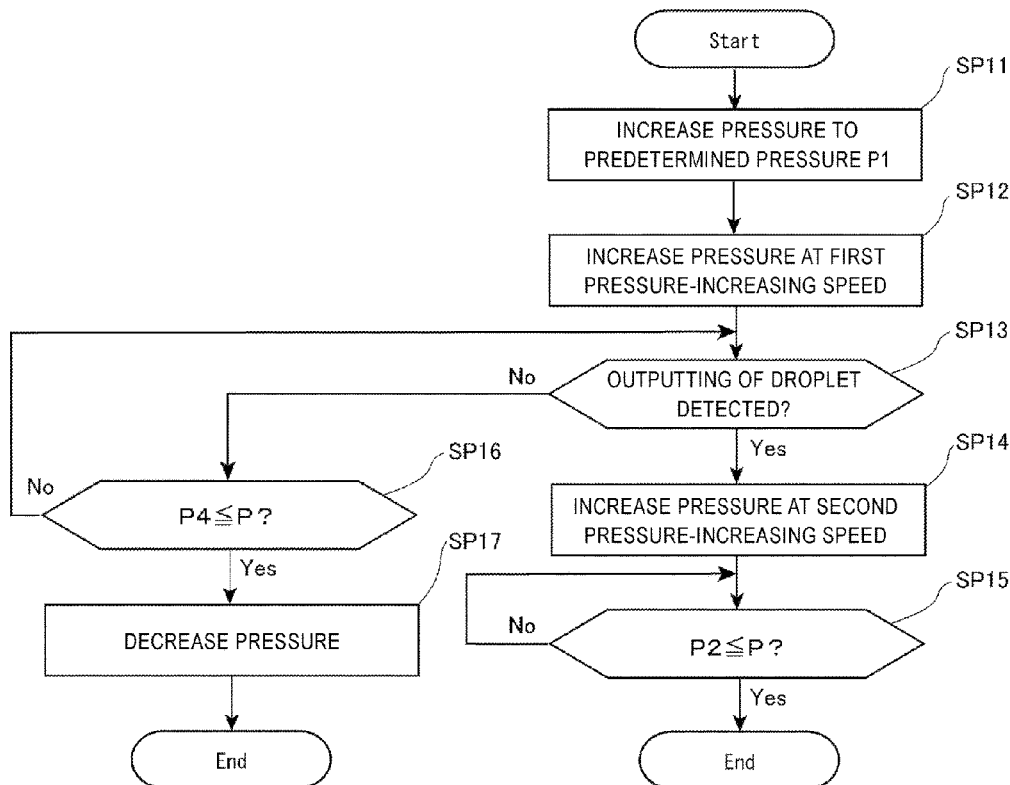 Start
SP11
INCREASE PRESSURE TO
PREDETERMINED PRESSURE P1
SP12
INCREASE PRESSURE AT FIRST
PRESSURE-INCREASING SPEED
SP13
No
OUTPUTTING OF DROPLET
DETECTED?
Yes
SP14
INCREASE PRESSURE AT SECOND
PRESSURE-INCREASING SPEED
SP16
No
P4≦P?
Yes
SP17
DECREASE PRESSURE
End
SP15
No
P2≦P?
Yes
End